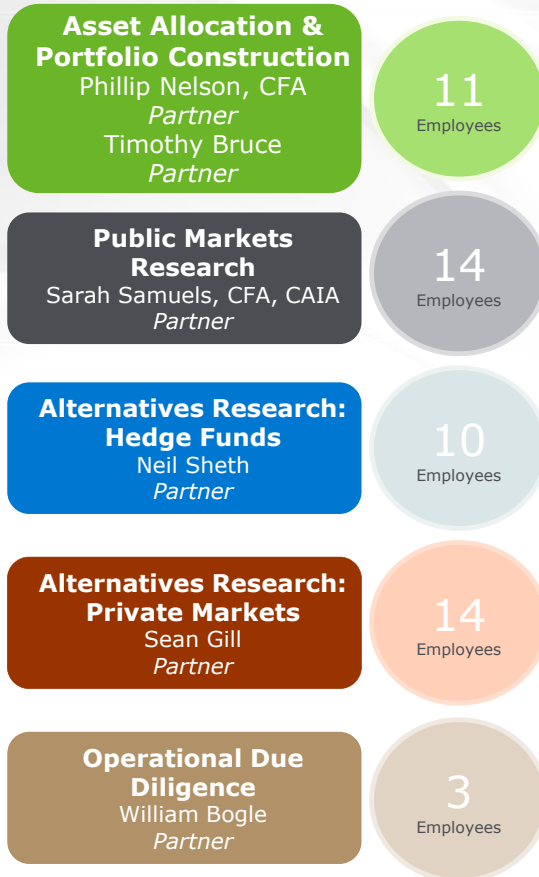 Asset Allocation &
Portfolio Construction
Phillip Nelson, CFA
Partner
Timothy Bruce
Partner
11
Employees
Public Markets
Research
Sarah Samuels, CFA, CAIA
Partner
14
Employees
Alternatives Research:
Hedge Funds
Neil Sheth
Partner
10
Employees
Alternatives Research:
Private Markets
Sean Gill
Partner
14
Employees
Operational Due
Diligence
William Bogle
Partner
3
Employees